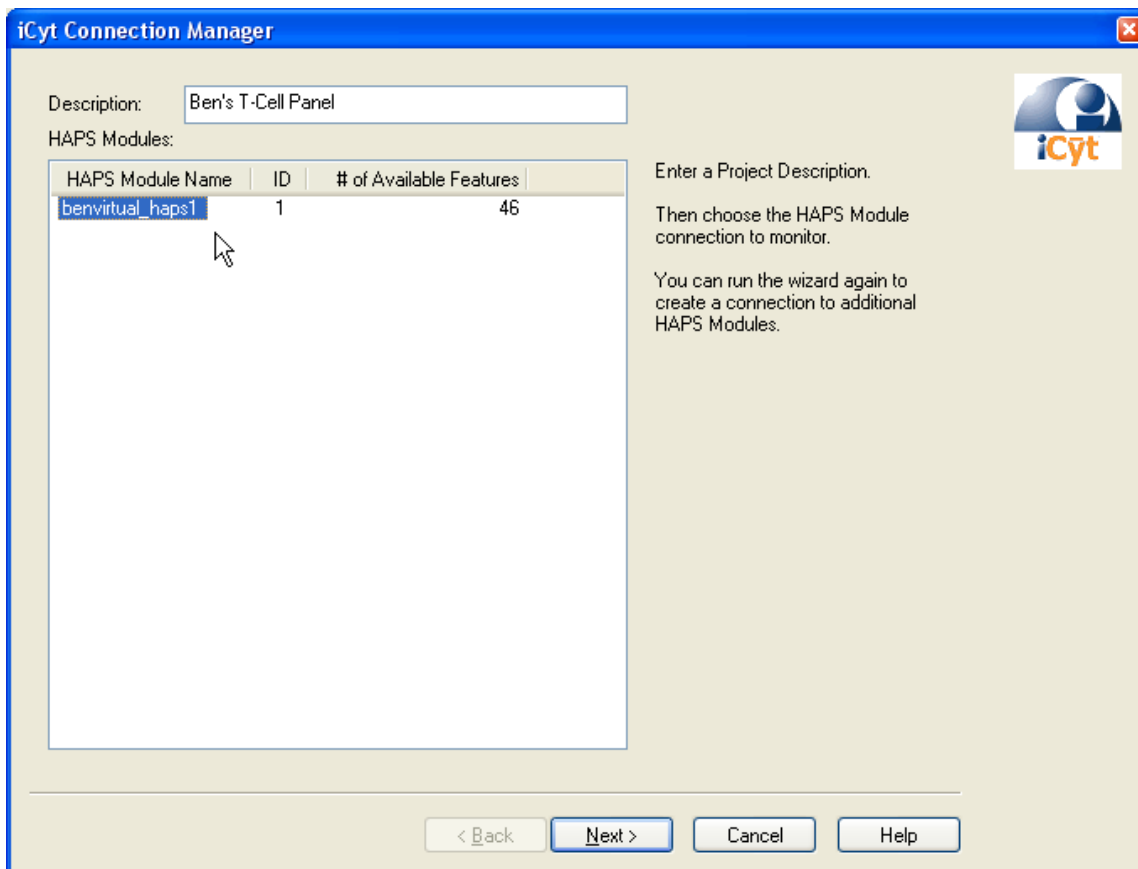 iCyt Connection Manager
Description: Ben's T-Cell Panel
HAPS Modules:
iCyt
HAPS Module Name ID # of Available Features
benvirtual_haps1 1 46
Enter a Project Description.
Then choose the HAPS Module
connection to monitor.
You can run the wizard again to
create a connection to additional
HAPS Modules.
< Back Next > Cancel Help